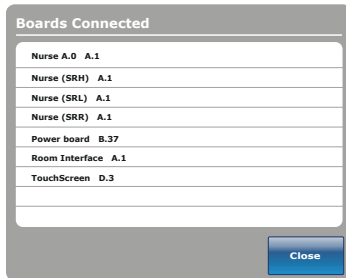 Boards Connected
Nurse A.0 A.1
Nurse (SRH) A.1
Nurse (SRL) A.1
Nurse (SRR) A.1
Power board B.37
Room Interface A.1
TouchScreen D.3
Close